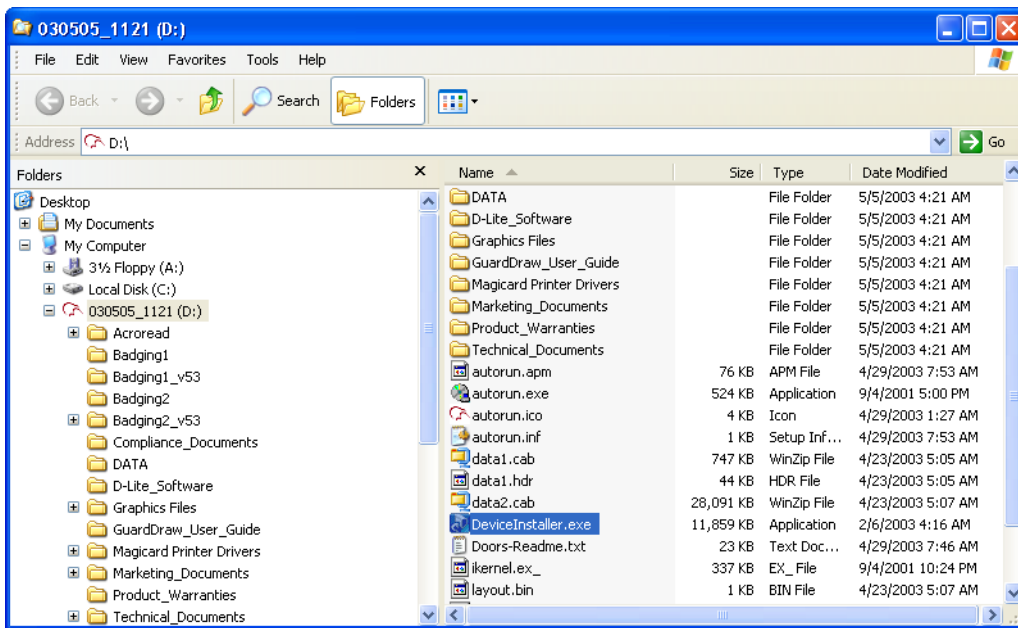 030505_1121 (D:)
File Edit View Favorites Tools Help
Back Search Folders
Address D:\ Go
Folders
Desktop
My Documents
My Computer
3½ Floppy (A:)
Local Disk (C:)
030505_1121 (D:)
Acroread
Badging1
Badging1_v53
Badging2
Badging2_v53
Compliance_Documents
DATA
D-Lite_Software
Graphics Files
GuardDraw_User_Guide
Magicard Printer Drivers
Marketing_Documents
Product_Warranties
Technical_Documents
Name Size Type Date Modified
DATA File Folder 5/5/2003 4:21 AM
D-Lite_Software File Folder 5/5/2003 4:21 AM
Graphics Files File Folder 5/5/2003 4:21 AM
GuardDraw_User_Guide File Folder 5/5/2003 4:21 AM
Magicard Printer Drivers File Folder 5/5/2003 4:21 AM
Marketing_Documents File Folder 5/5/2003 4:21 AM
Product_Warranties File Folder 5/5/2003 4:21 AM
Technical_Documents File Folder 5/5/2003 4:21 AM
autorun.apm 76 KB APM File 4/29/2003 7:53 AM
autorun.exe 524 KB Application 9/4/2001 5:00 PM
autorun.ico 4 KB Icon 4/29/2003 1:27 AM
autorun.inf 1 KB Setup Inf... 4/29/2003 7:53 AM
data1.cab 747 KB WinZip File 4/23/2003 5:05 AM
data1.hdr 44 KB HDR File 4/23/2003 5:05 AM
data2.cab 28,091 KB WinZip File 4/23/2003 5:07 AM
DeviceInstaller.exe 11,859 KB Application 2/6/2003 4:16 AM
Doors-Readme.txt 23 KB Text Doc... 4/29/2003 7:46 AM
ikernel.ex_ 337 KB EX_ File 9/4/2001 10:24 PM
layout.bin 1 KB BIN File 4/23/2003 5:07 AM